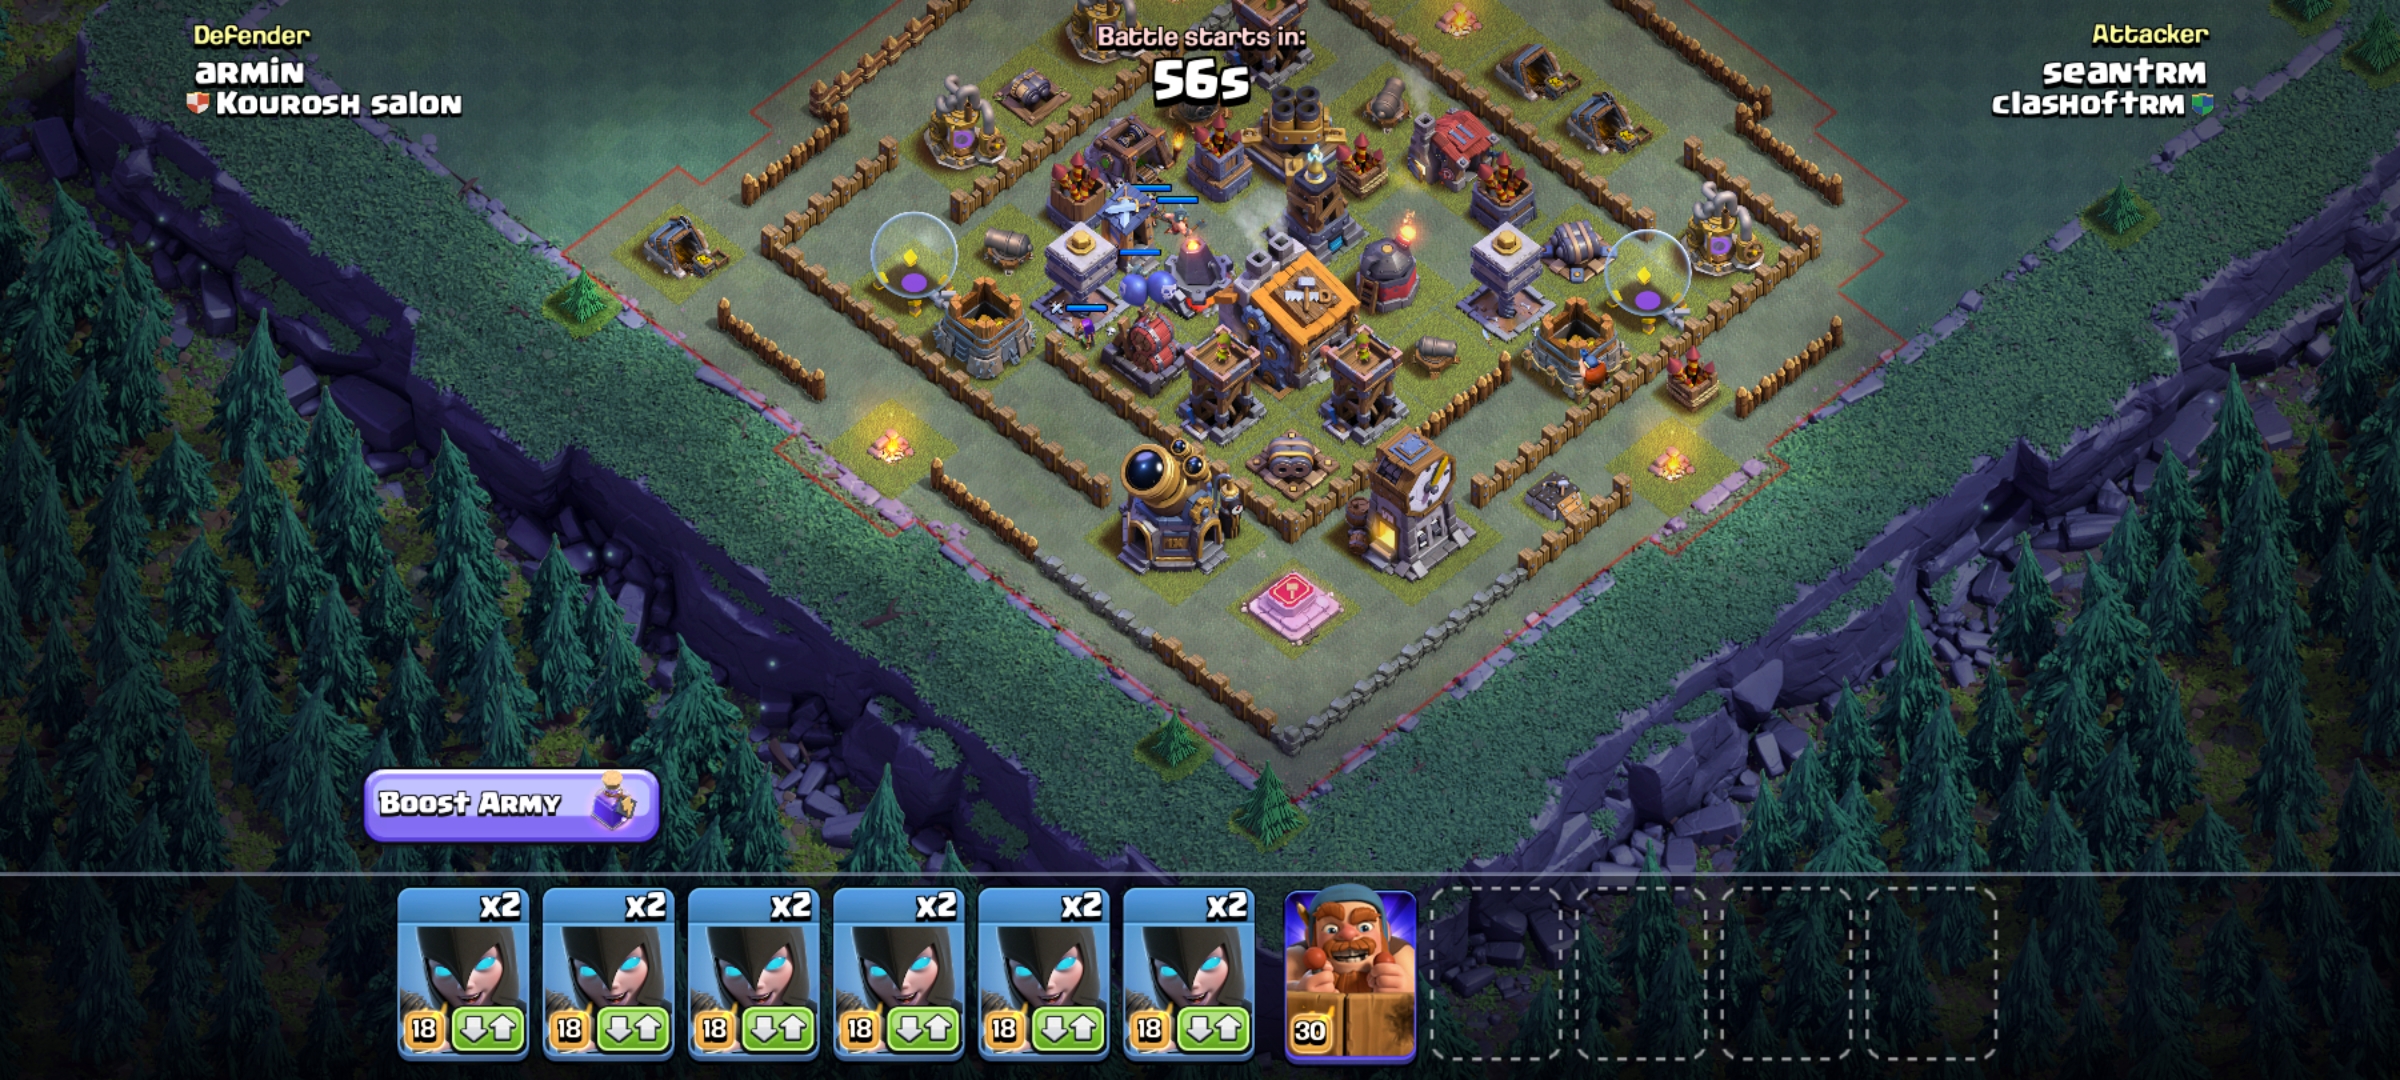 Defender
armin
Kourosh salon
Battle starts in:
56s
Attacker
seantrm
clashoftrm
Boost Army
x2
x2
x2
x2
x2
x2
18
18
18
18
18
18
30